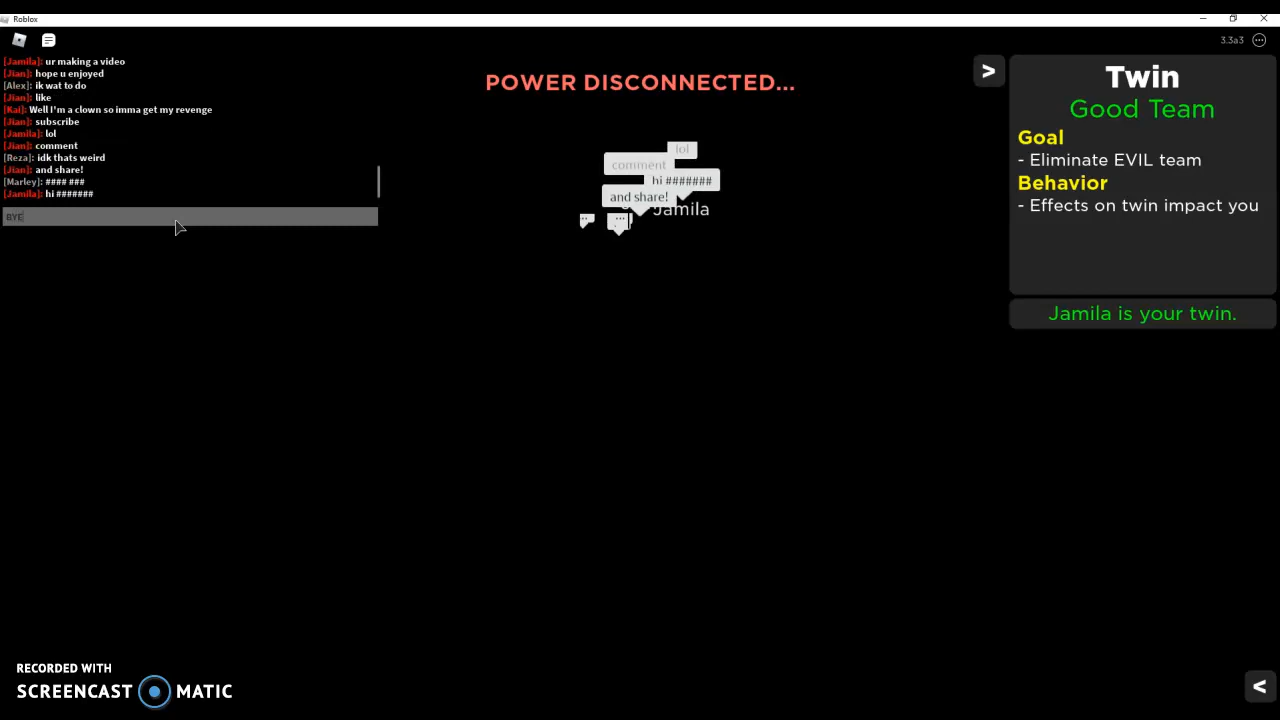 Roblox
3.3a3
[Jamila]: ur making a video
[Jian]: hope u enjoyed
[Alex]: ik wat to do
[Jian]: like
[Kai]: Well I'm a clown so imma get my revenge
[Jian]: subscribe
[Jamila]: lol
[Jian]: comment
[Reza]: idk thats weird
[Jian]: and share!
[Marley]: #### ###
[Jamila]: hi #######
BYE
POWER DISCONNECTED...
lol
comment
hi #######
and share!
Jamila
...
...
>
Twin
Good Team
Goal
- Eliminate EVIL team
Behavior
- Effects on twin impact you
Jamila is your twin.
RECORDED WITH
SCREENCAST MATIC
<